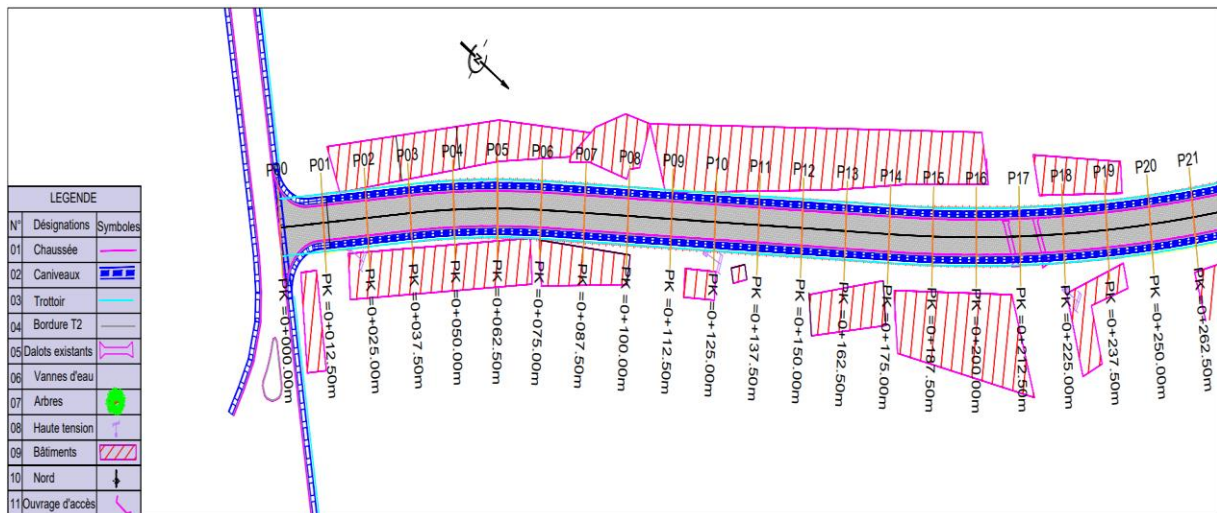 P00 P01 P02 P03 P04 P05 P06 P07 P08 P09 P10 P11 P12 P13 P14 P15 P16 P17 P18 P19 P20 P21
PK =0+000.00m
PK =0+012.50m
PK =0+025.00m
PK =0+037.50m
PK =0+050.00m
PK =0+062.50m
PK =0+075.00m
PK =0+087.50m
PK =0+100.00m
PK =0+112.50m
PK =0+125.00m
PK =0+137.50m
PK =0+150.00m
PK =0+162.50m
PK =0+175.00m
PK =0+187.50m
PK =0+200.00m
PK =0+212.50m
PK =0+225.00m
PK =0+237.50m
PK =0+250.00m
PK =0+262.50m
LEGENDE
N° Désignations Symboles
01 Chaussée
02 Caniveaux
03 Trottoir
04 Bordure T2
05 Dalots existants
06 Vannes d'eau
07 Arbres
08 Haute tension
09 Bâtiments
10 Nord
11 Ouvrage d'accès